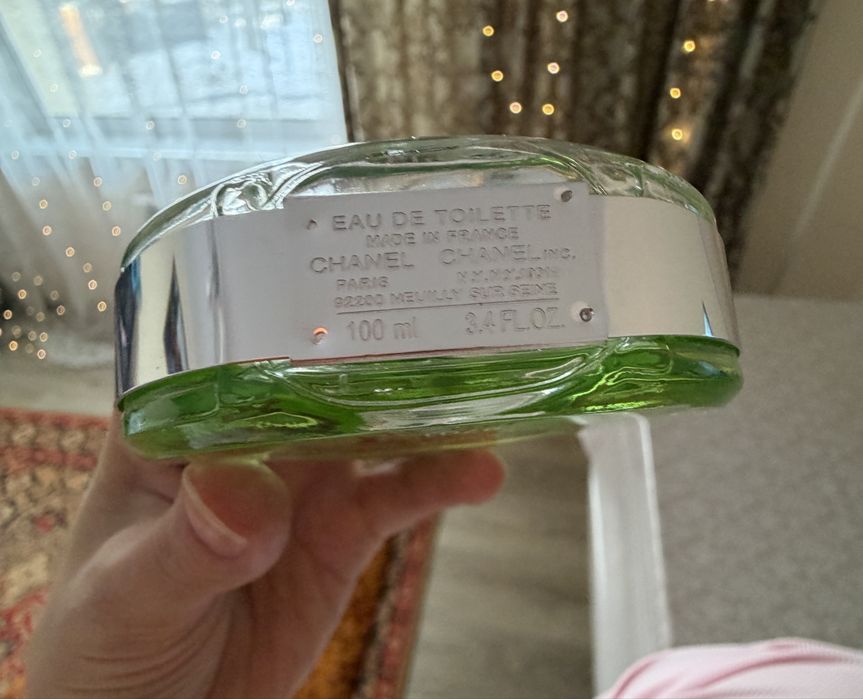 EAU DE TOILETTE
MADE IN FRANCE
CHANEL CHANEL INC.
PARIS
92200 NEUILLY SUR SEINE
100 ml 3.4 FL.OZ.